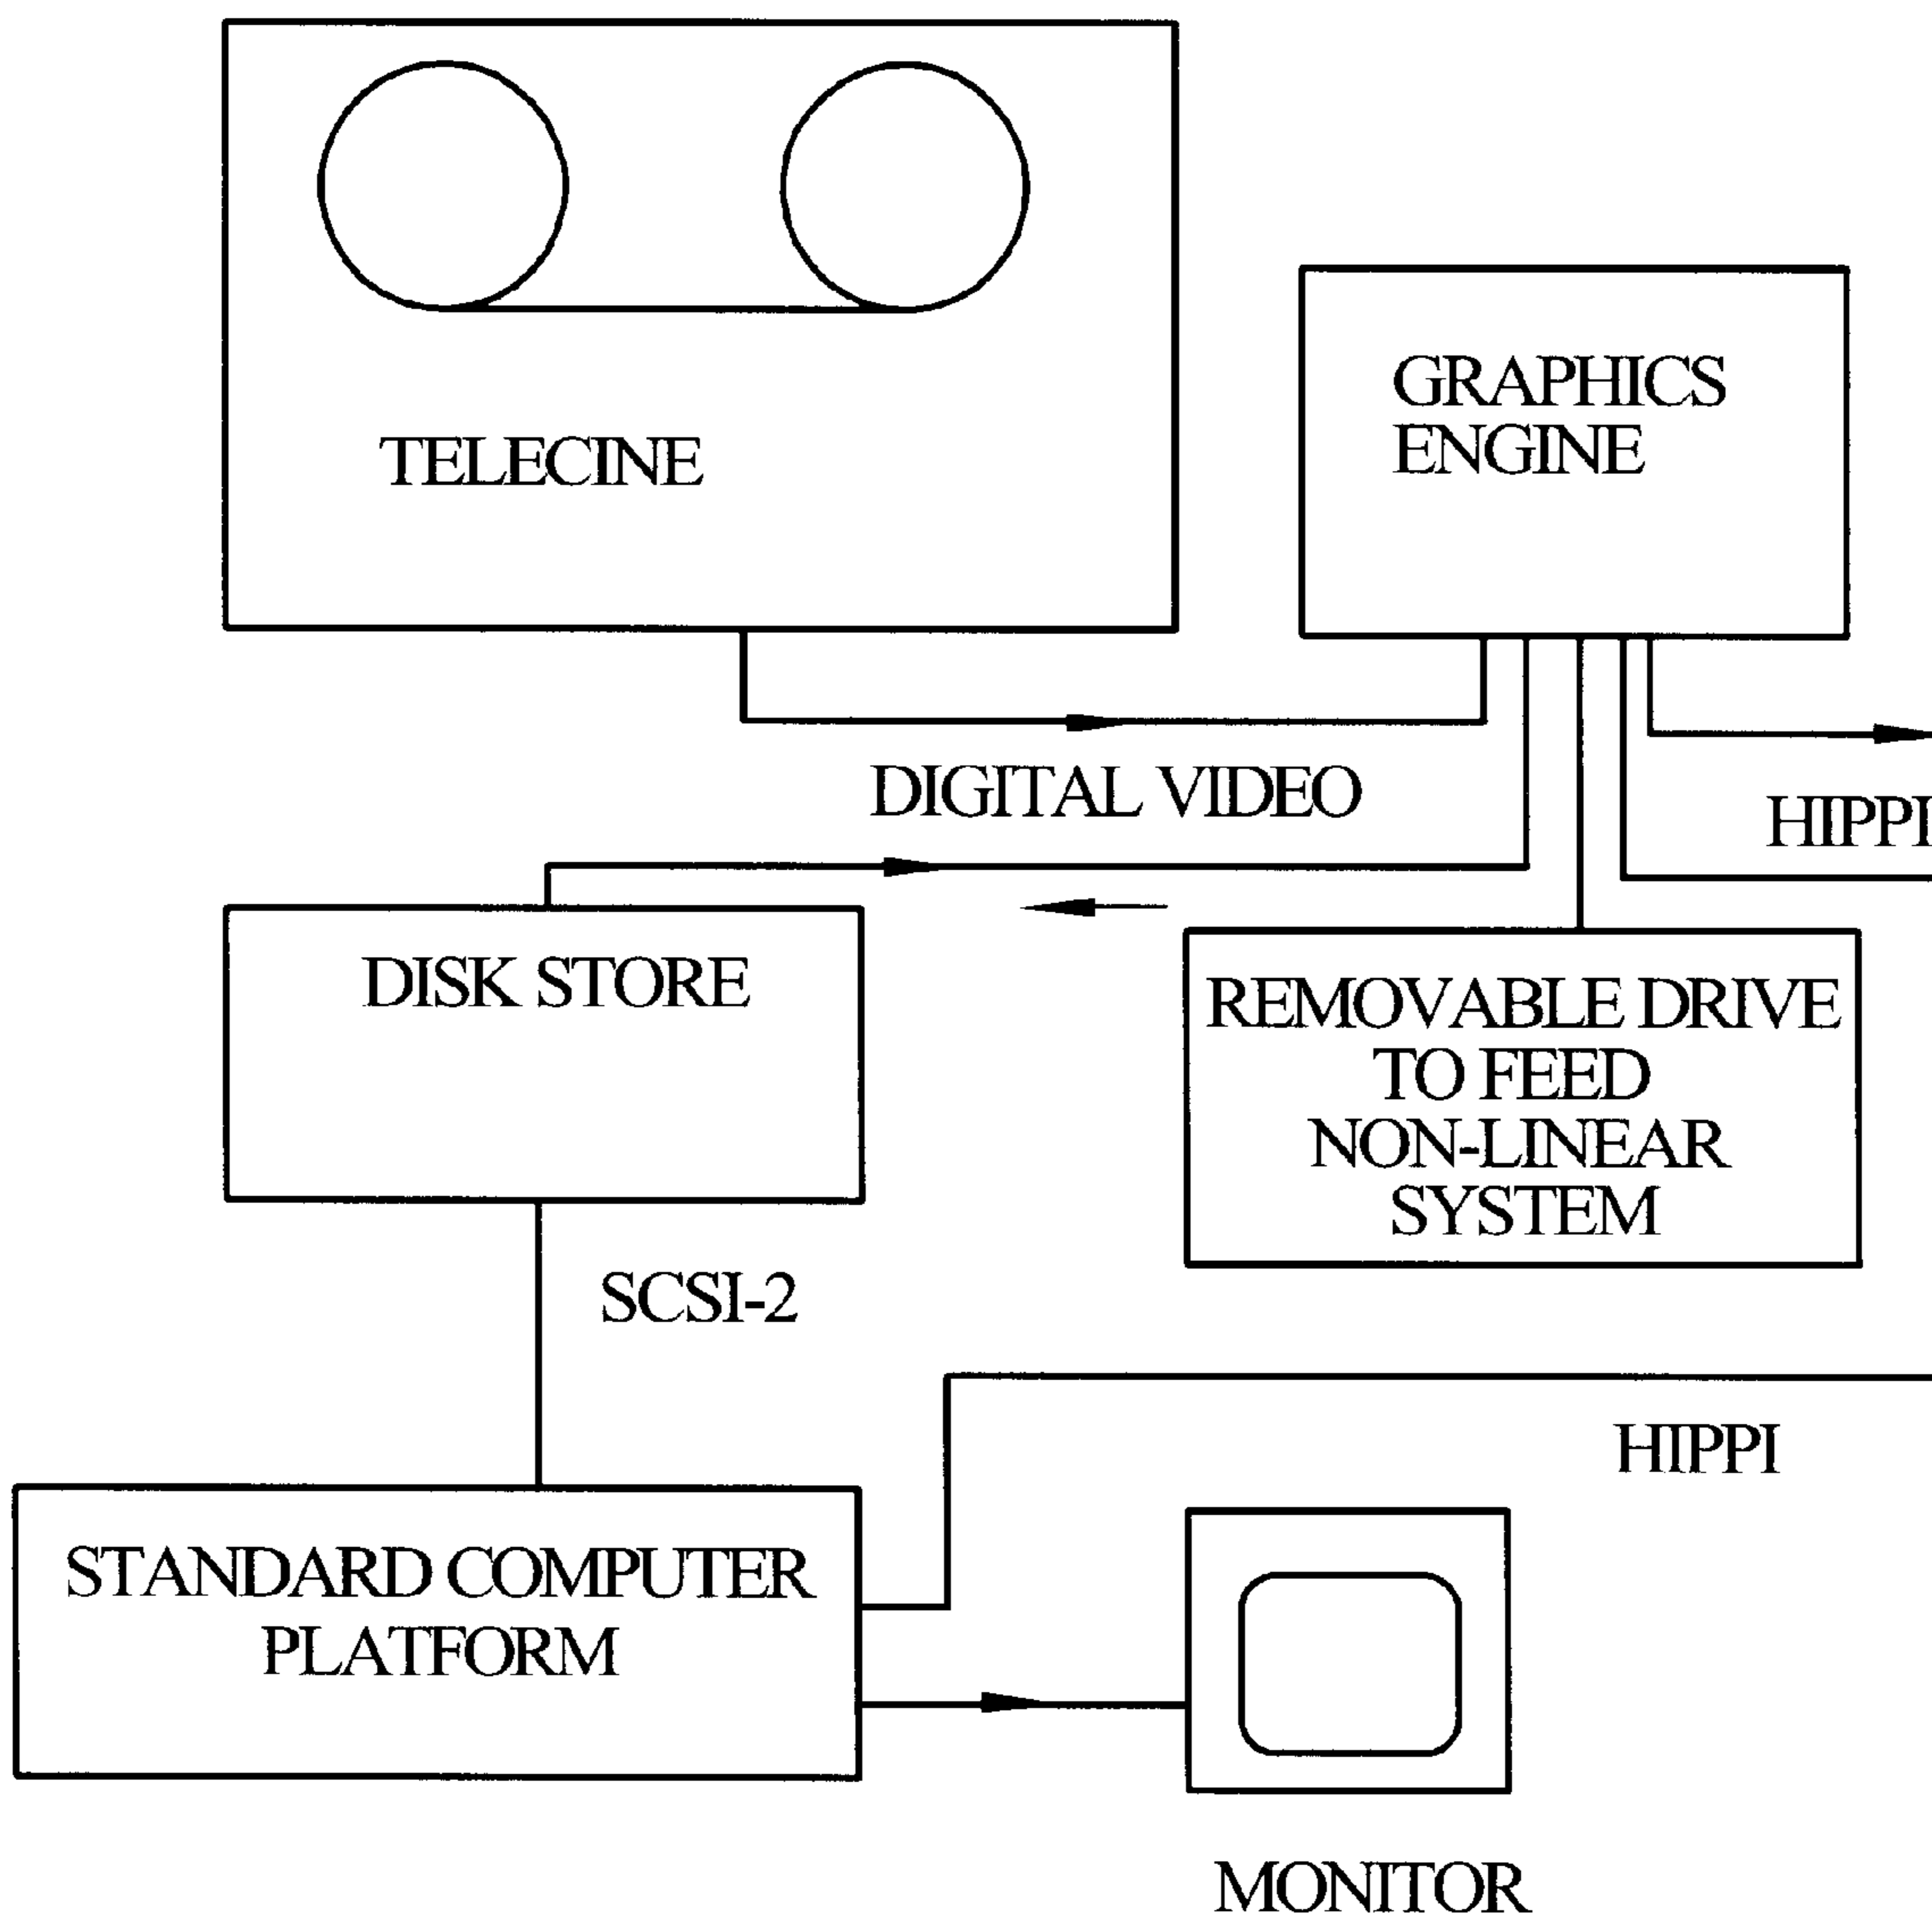 TELECINE
GRAPHICS
ENGINE
DIGITAL VIDEO
HIPPI
DISK STORE
REMOVABLE DRIVE
TO FEED
NON-LINEAR
SYSTEM
SCSI-2
HIPPI
STANDARD COMPUTER
PLATFORM
MONITOR